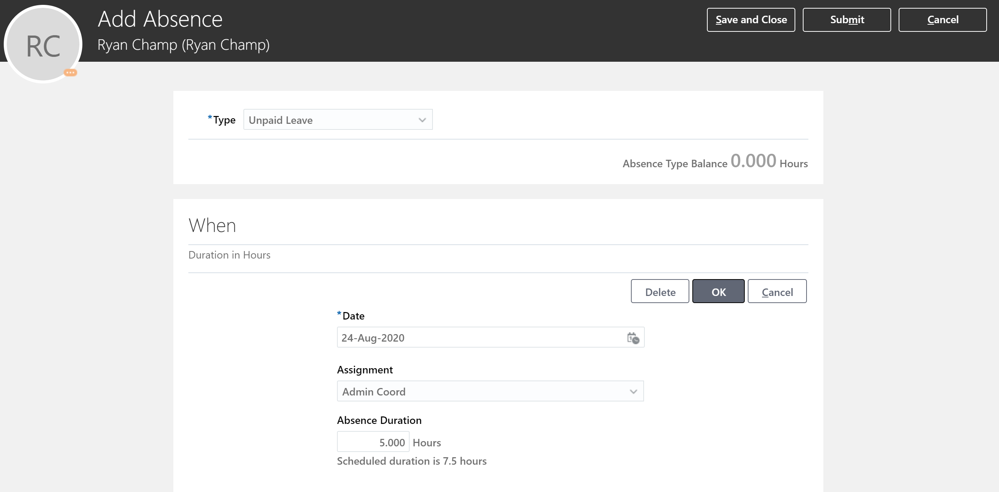 RC
Add Absence
Ryan Champ (Ryan Champ)
Save and Close
Submit
Cancel
*Type
Unpaid Leave
Absence Type Balance 0.000 Hours
When
Duration in Hours
Delete
OK
Cancel
*Date
24-Aug-2020
Assignment
Admin Coord
Absence Duration
5.000 Hours
Scheduled duration is 7.5 hours